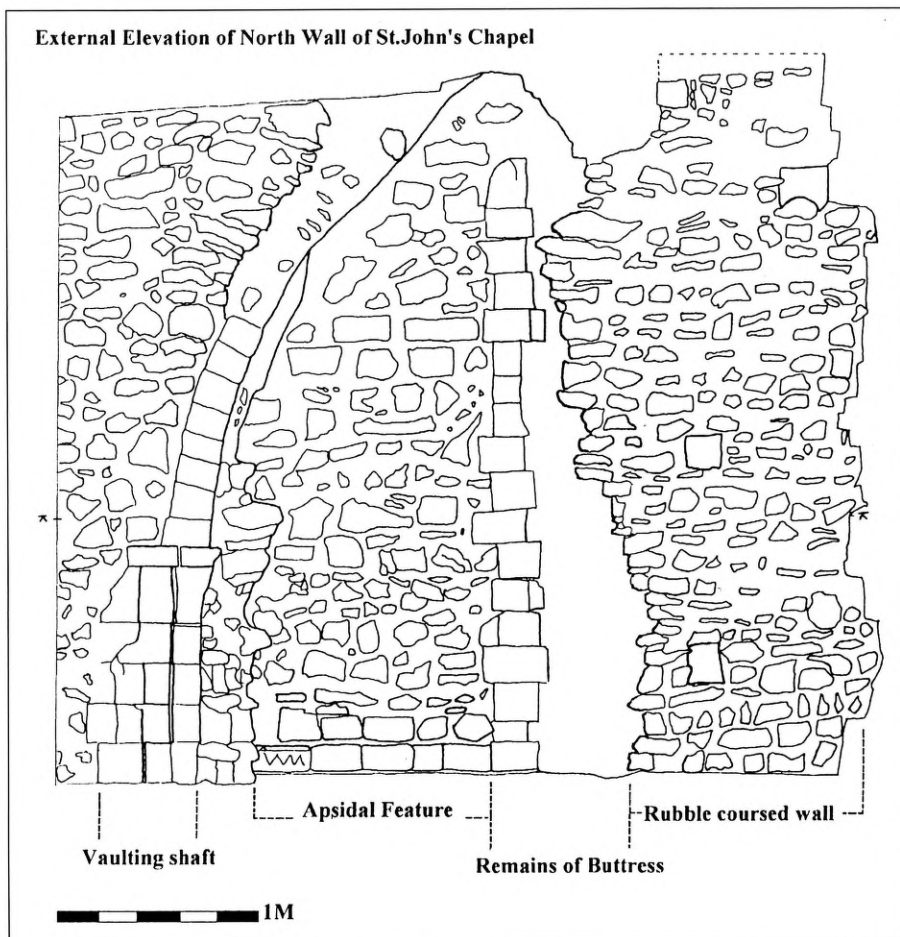 External Elevation of North Wall of St.John's Chapel
Apsidal Feature
Rubble coursed wall
Vaulting shaft
Remains of Buttress
1M